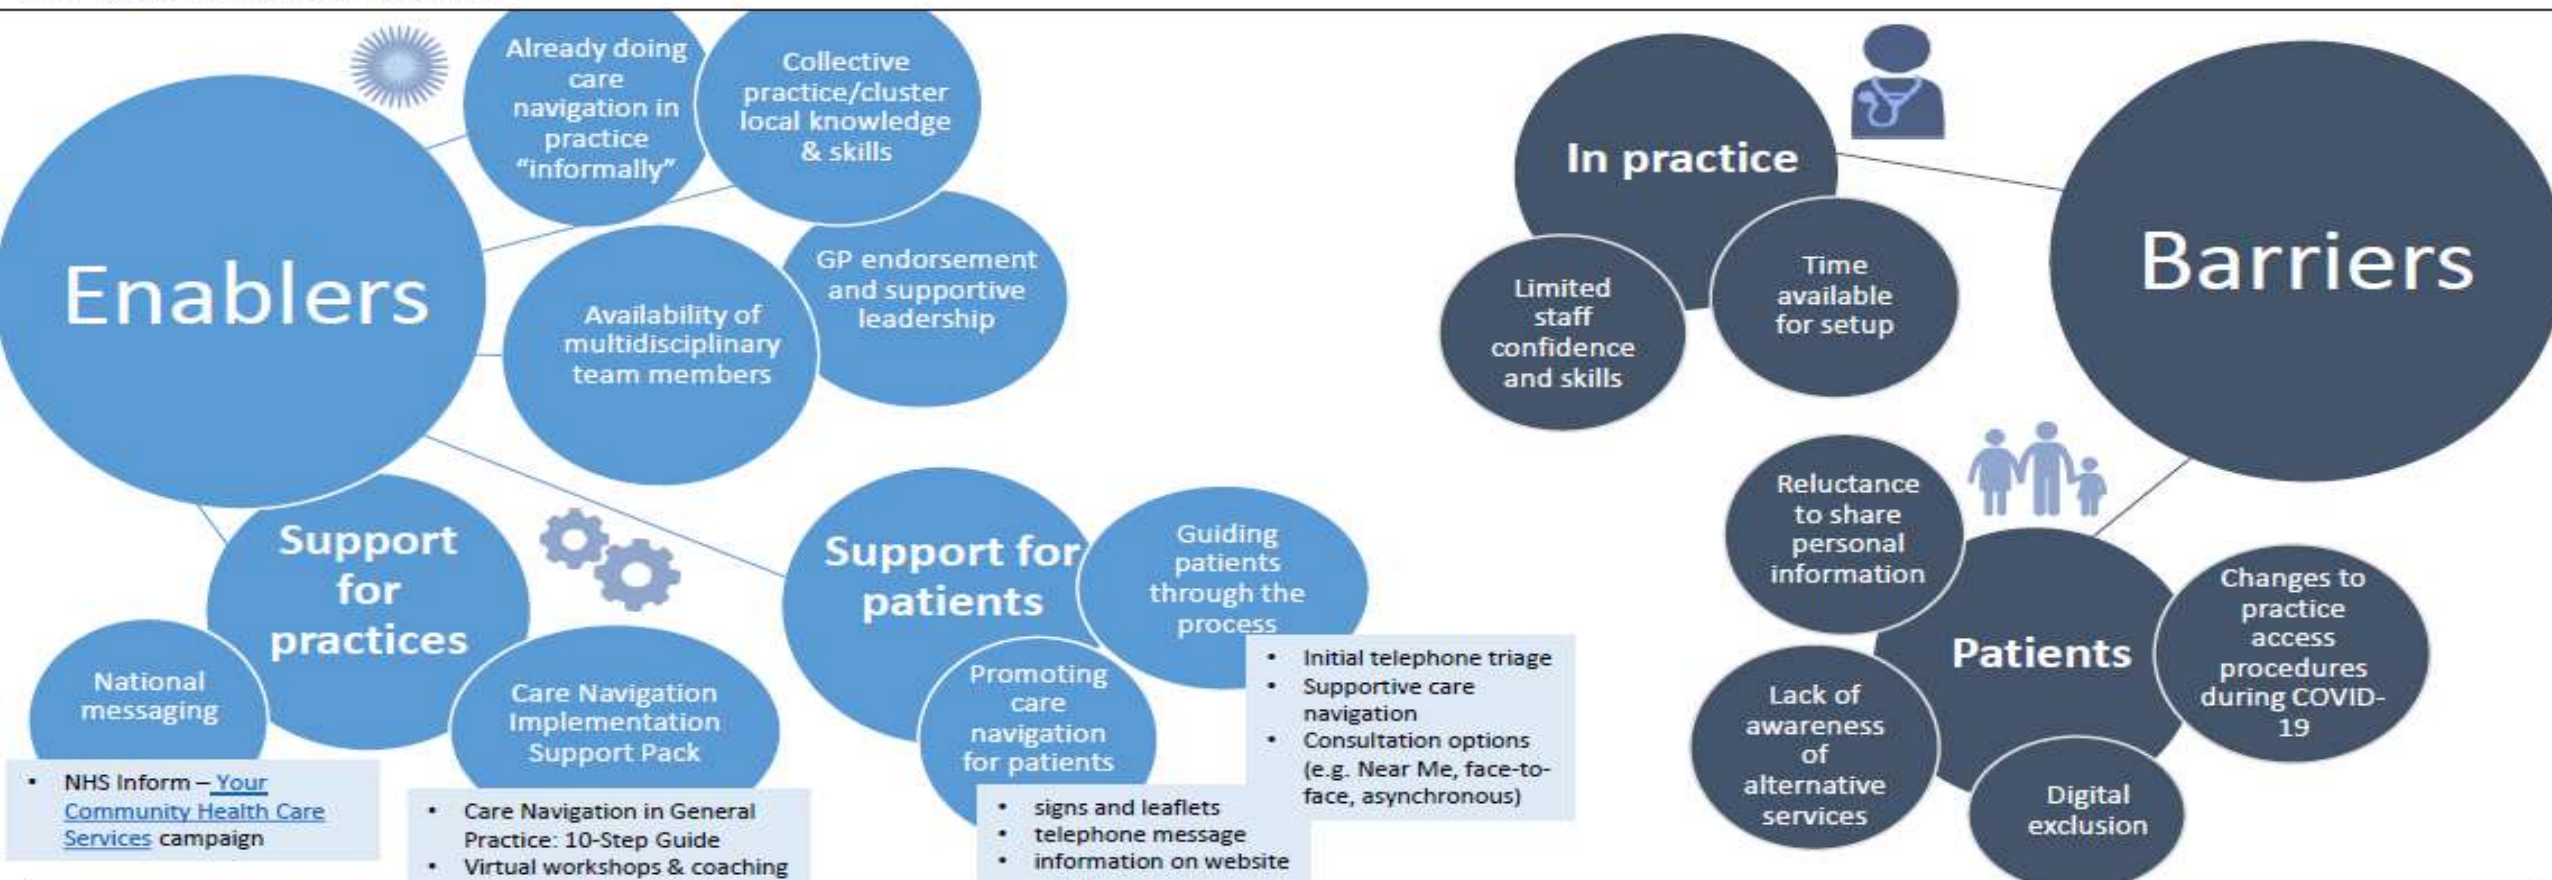 Enablers
Already doing
care
navigation in
practice
“informally”
Collective
practice/cluster
local knowledge
& skills
GP endorsement
and supportive
leadership
Availability of
multidisciplinary
team members
Support
for
practices
National
messaging
• NHS Inform – Your
Community Health Care
Services campaign
Care Navigation
Implementation
Support Pack
• Care Navigation in General
Practice: 10-Step Guide
• Virtual workshops & coaching
Support for
patients
Guiding
patients
through the
process
• Initial telephone triage
• Supportive care
navigation
• Consultation options
(e.g. Near Me, face-to-
face, asynchronous)
Promoting
care
navigation
for patients
• signs and leaflets
• telephone message
• information on website
Barriers
In practice
Limited
staff
confidence
and skills
Time
available
for setup
Patients
Reluctance
to share
personal
information
Changes to
practice
access
procedures
during COVID-
19
Lack of
awareness
of
alternative
services
Digital
exclusion